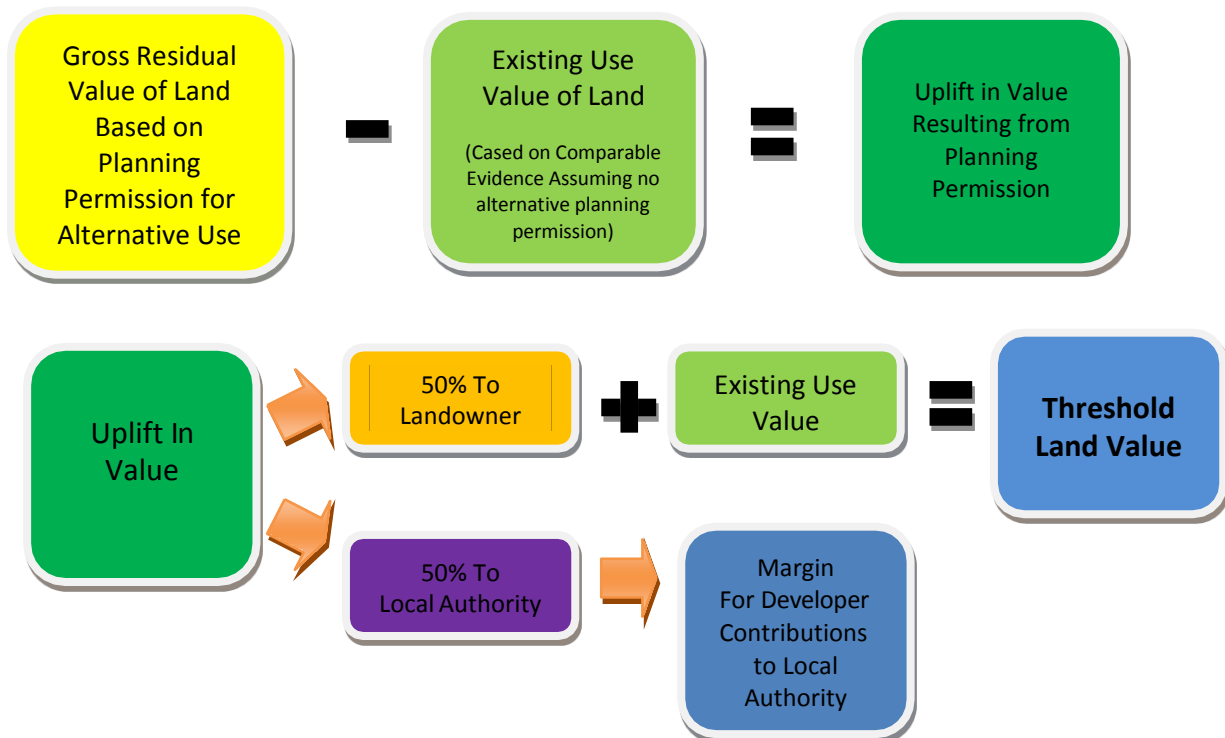 Gross Residual
Value of Land
Based on
Planning
Permission for
Alternative Use
Existing Use
Value of Land
(Cased on Comparable
Evidence Assuming no
alternative planning
permission)
Uplift in Value
Resulting from
Planning
Permission
Uplift In
Value
50% To
Landowner
Existing Use
Value
Threshold
Land Value
50% To
Local Authority
Margin
For Developer
Contributions
to Local
Authority